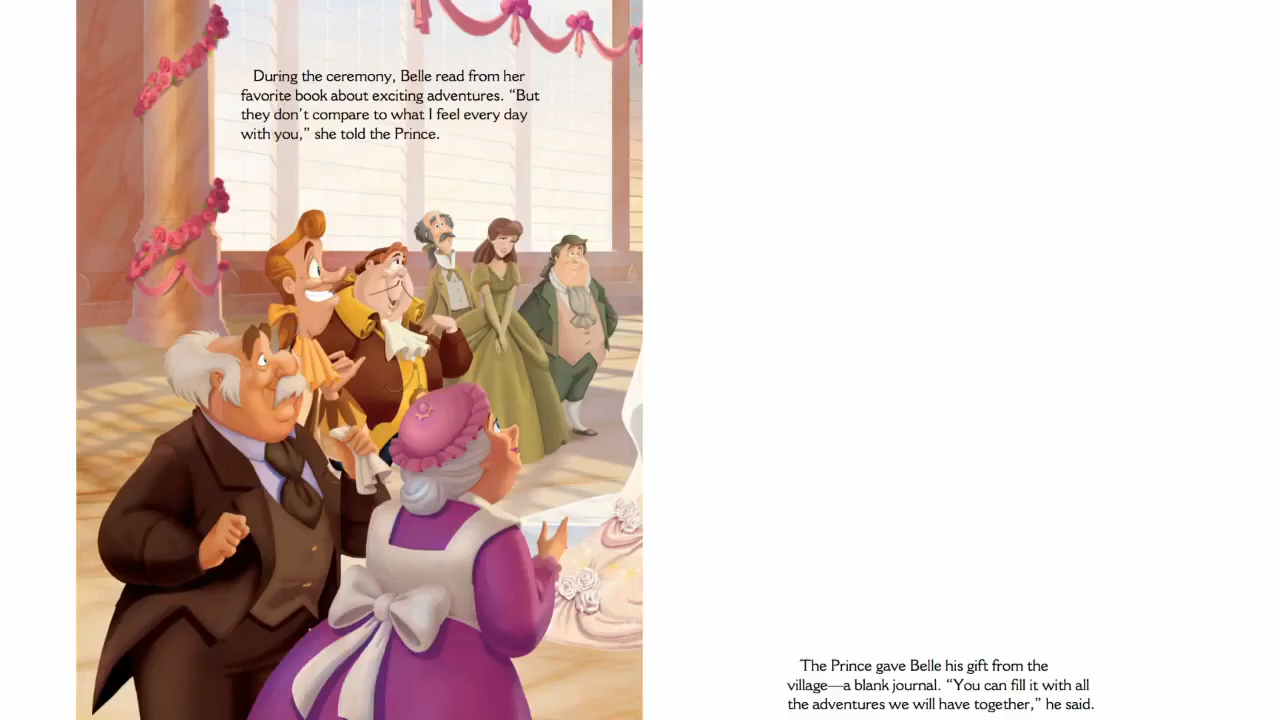 During the ceremony, Belle read from her
favorite book about exciting adventures. “But
they don’t compare to what I feel every day
with you,” she told the Prince.
The Prince gave Belle his gift from the
village—a blank journal. “You can fill it with all
the adventures we will have together,” he said.